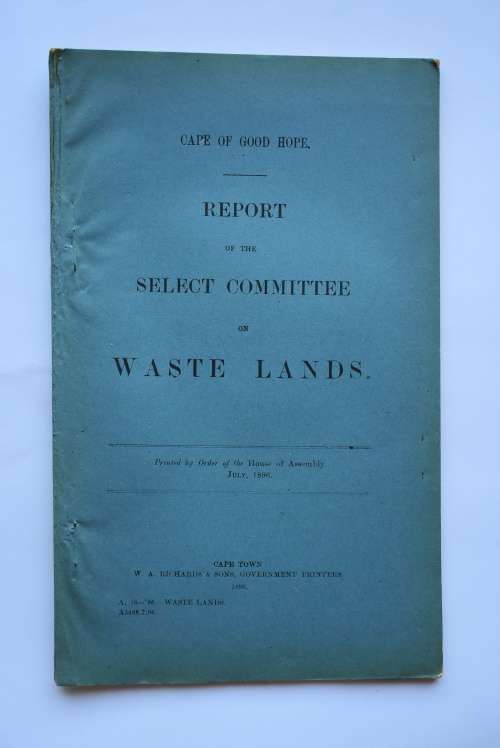 CAPE OF GOOD HOPE.
REPORT
OF THE
SELECT COMMITTEE
ON
WASTE LANDS.
Printed by Order of the House of Assembly.
JULY, 1896.
CAPE TOWN
W. A. RICHARDS & SONS, GOVERNMENT PRINTERS
1896.
WASTE LANDS.